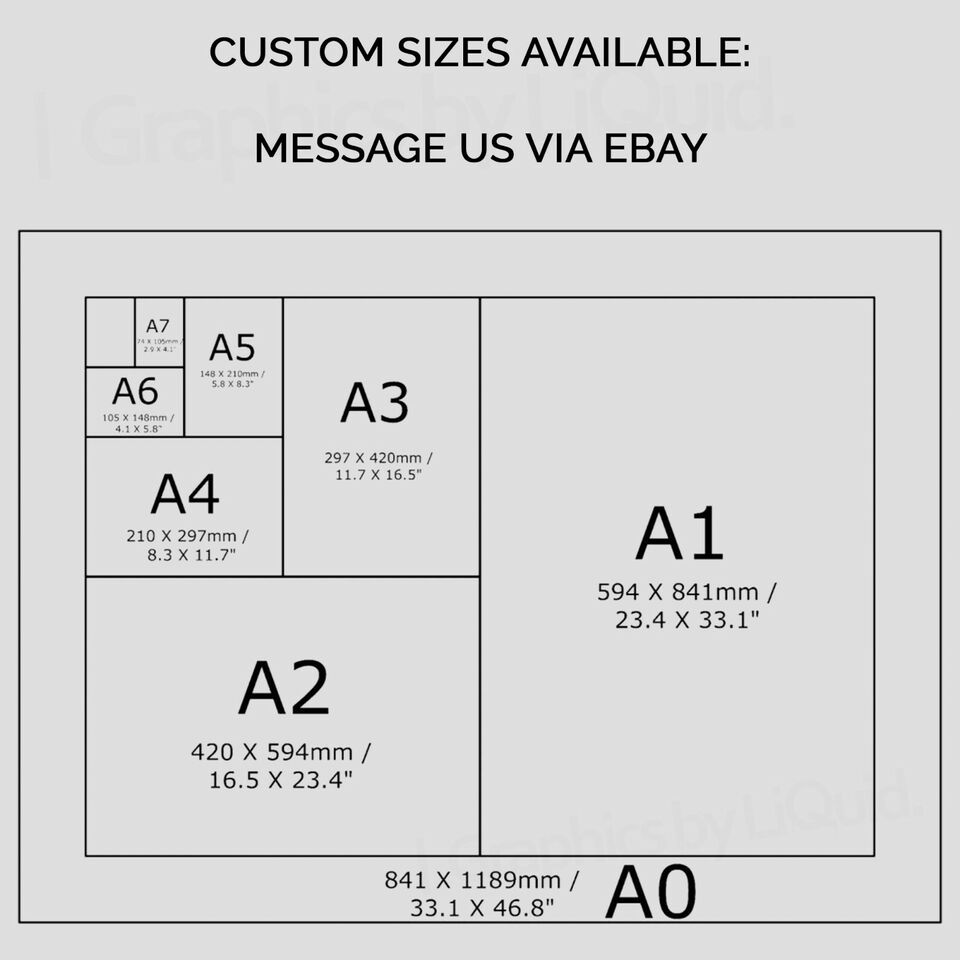 CUSTOM SIZES AVAILABLE:
| Graphics by LiQuid.
MESSAGE US VIA EBAY
A7
74 X 105mm /
2.9 X 4.1"
A5
148 X 210mm /
5.8 X 8.3"
A6
105 X 148mm /
4.1 X 5.8"
A3
297 X 420mm /
11.7 X 16.5"
A4
210 X 297mm /
8.3 X 11.7"
A1
594 X 841mm /
23.4 X 33.1"
A2
420 X 594mm /
16.5 X 23.4"
| Graphics by LiQuid.
841 X 1189mm /
33.1 X 46.8"
A0